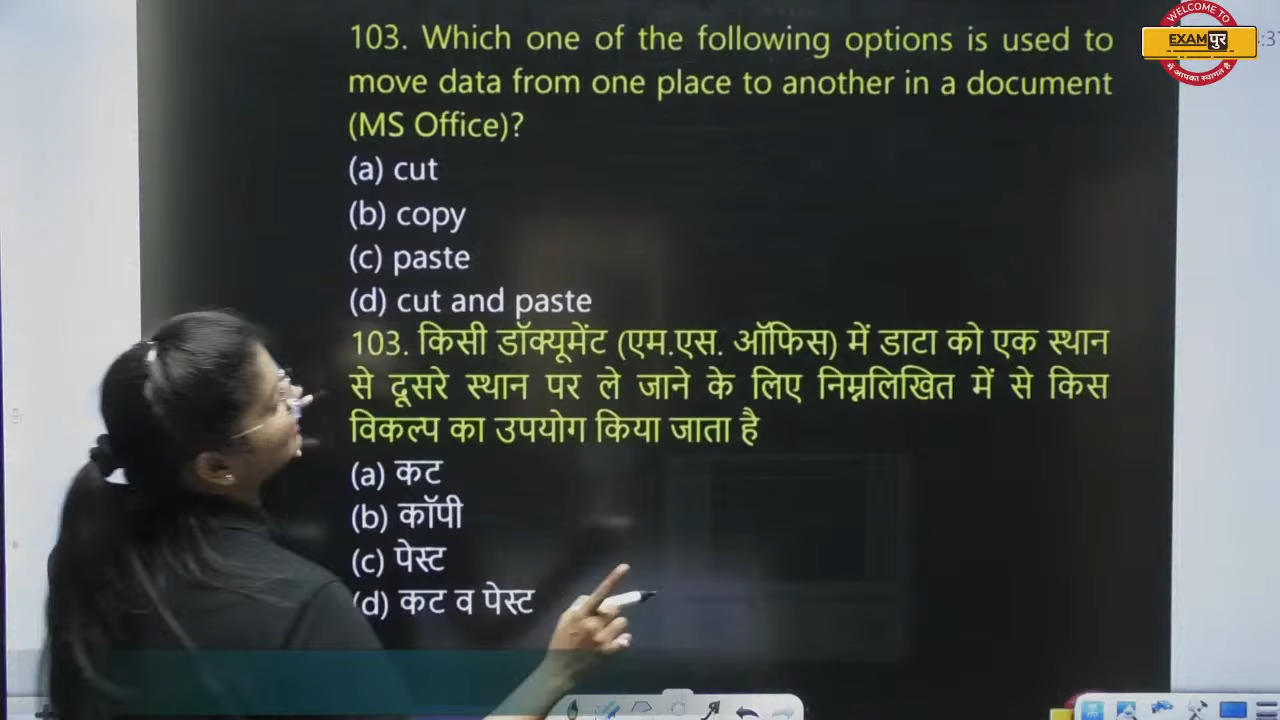 103. Which one of the following options is used to
move data from one place to another in a document
(MS Office)?
(a) cut
(b) copy
(c) paste
(d) cut and paste
103. किसी डॉक्यूमेंट (एम.एस. ऑफिस) में डाटा को एक स्थान
से दूसरे स्थान पर ले जाने के लिए निम्नलिखित में से किस
विकल्प का उपयोग किया जाता है
(a) कट
(b) कॉपी
(c) पेस्ट
(d) कट व पेस्ट
WELCOME TO
EXAMपुर
में आपका स्वागत है